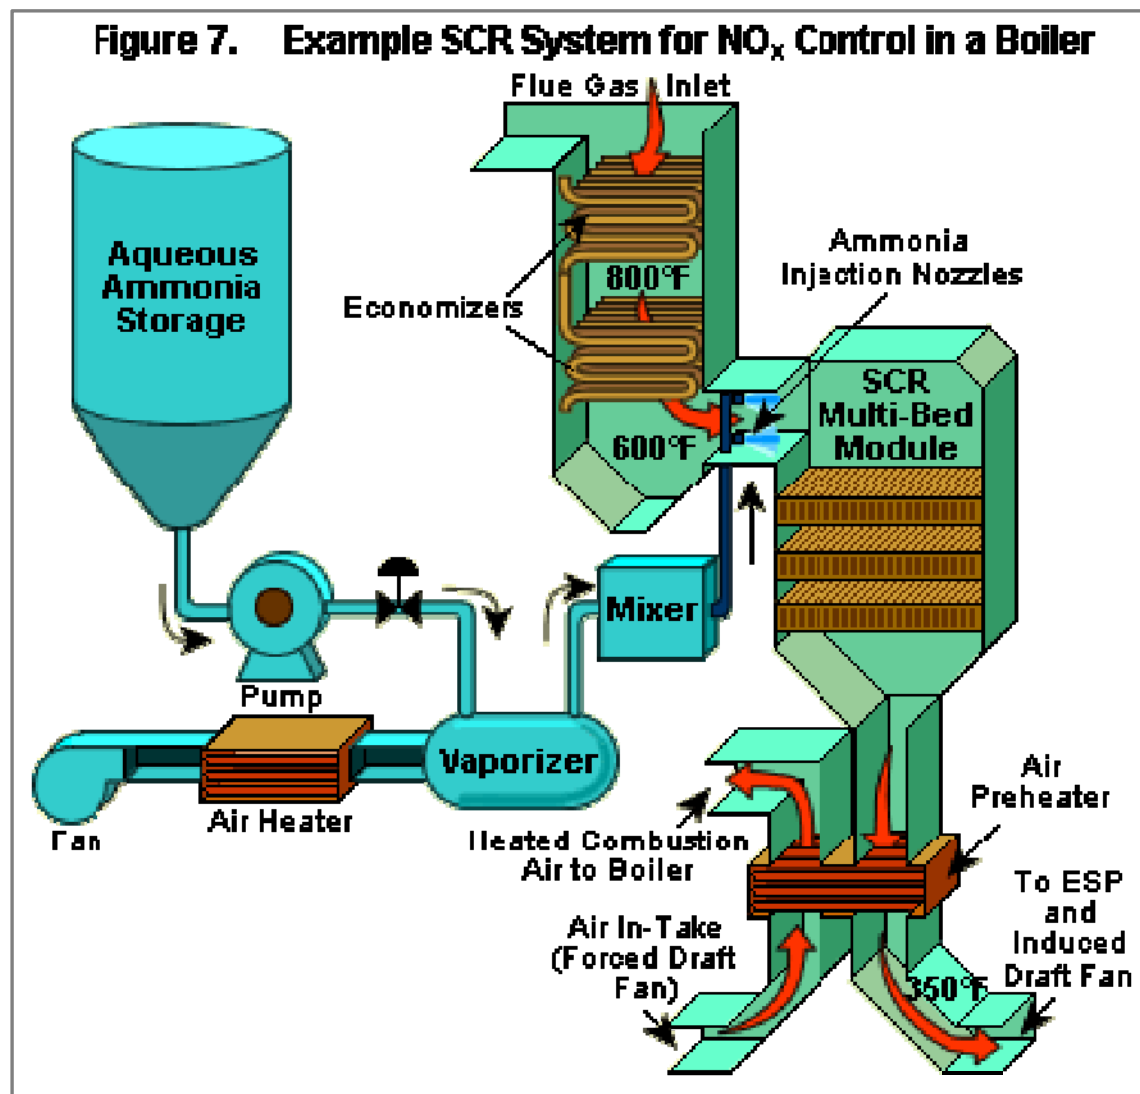 Figure 7. Example SCR System for NOx Control in a Boiler
Flue Gas Inlet
Aqueous
Ammonia
Storage
Economizers
800°F
600°F
Ammonia
Injection Nozzles
SCR
Multi-Bed
Module
Pump
Mixer
Vaporizer
Fan
Air Heater
Heated Combustion
Air to Boiler
Air
Preheater
Air In-Take
(Forced Draft
Fan)
350°F
To ESP
and
Induced
Draft Fan